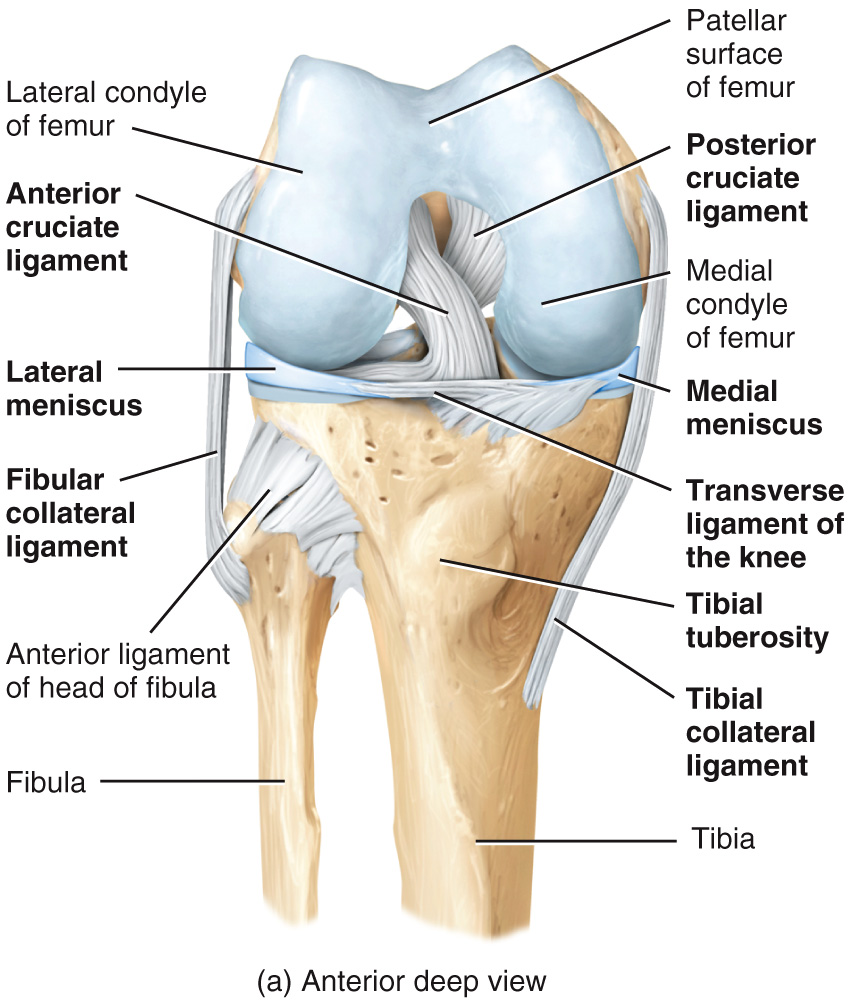 Lateral condyle
of femur
Anterior
cruciate
ligament
Lateral
meniscus
Fibular
collateral
ligament
Anterior ligament
of head of fibula
Fibula
Patellar
surface
of femur
Posterior
cruciate
ligament
Medial
condyle
of femur
Medial
meniscus
Transverse
ligament of
the knee
Tibial
tuberosity
Tibial
collateral
ligament
Tibia
(a) Anterior deep view